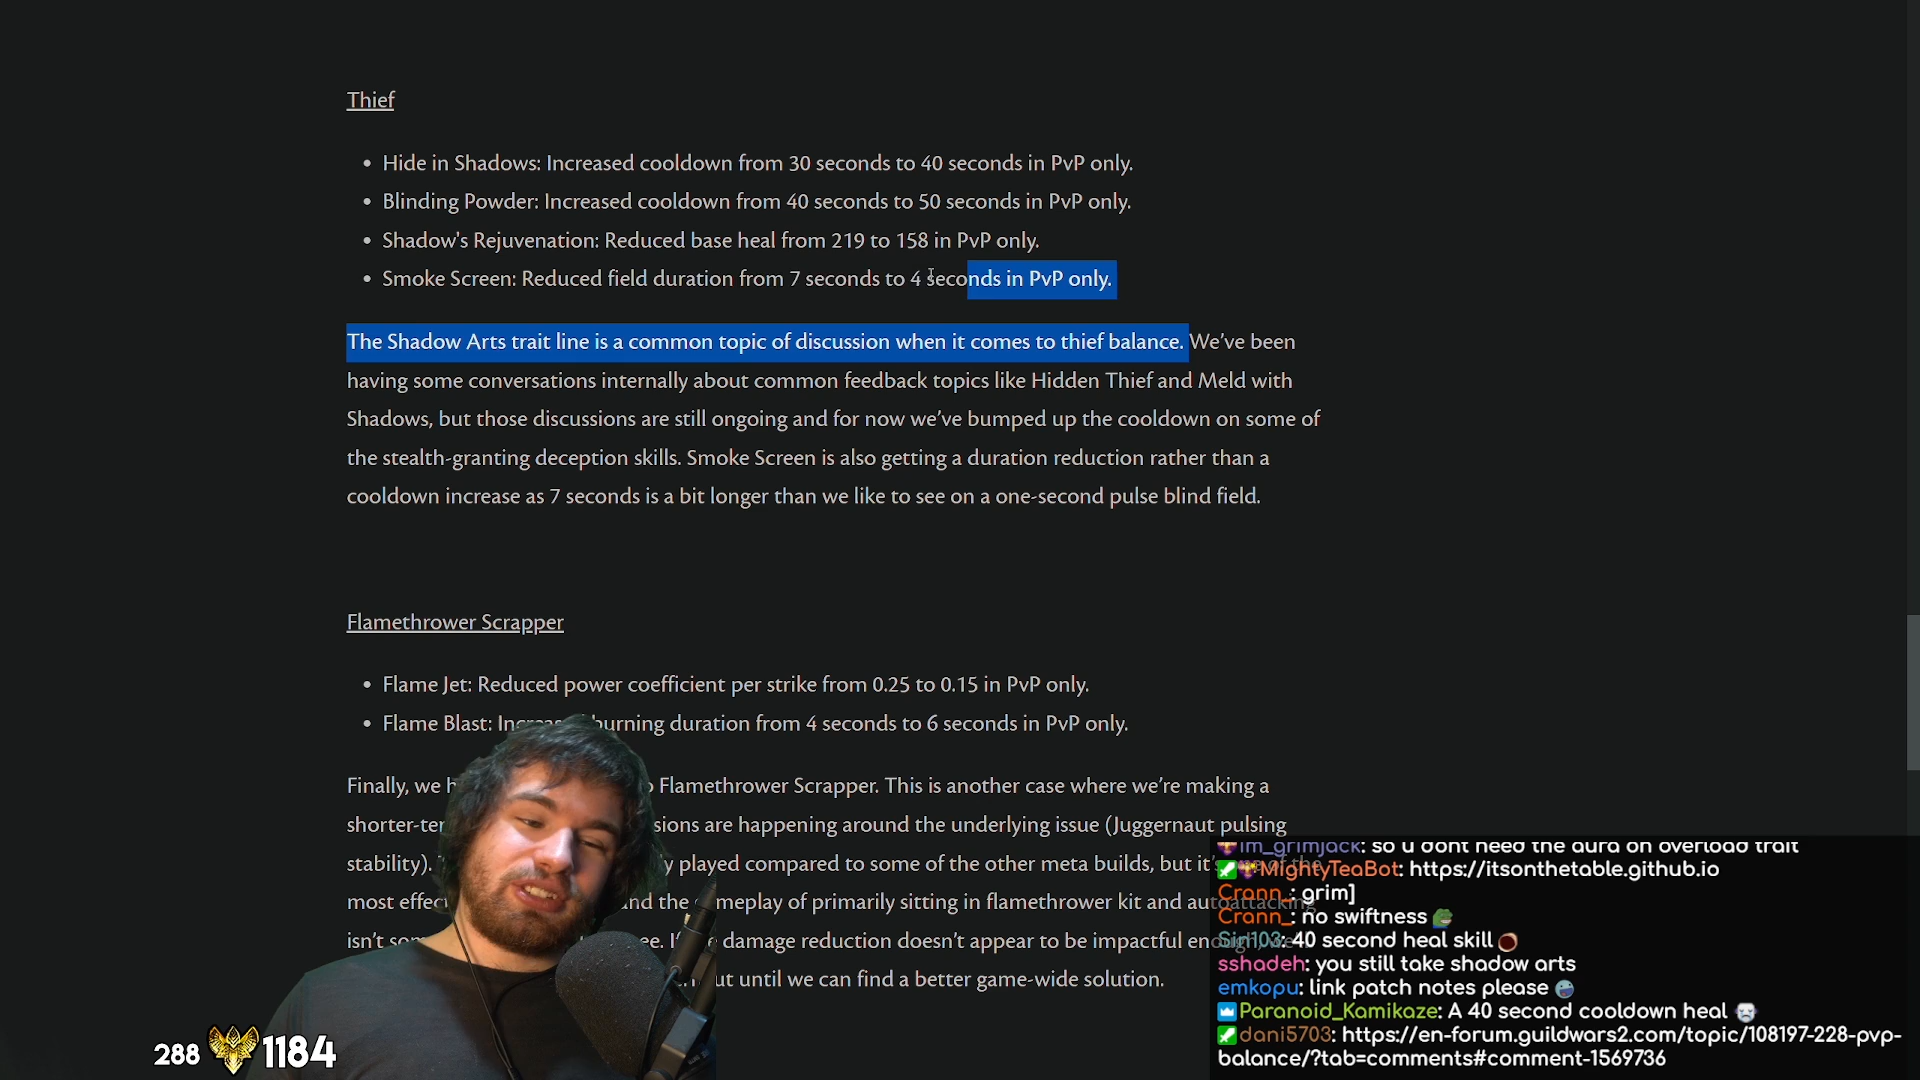 Thief
• Hide in Shadows: Increased cooldown from 30 seconds to 40 seconds in PvP only.
• Blinding Powder: Increased cooldown from 40 seconds to 50 seconds in PvP only.
• Shadow's Rejuvenation: Reduced base heal from 219 to 158 in PvP only.
• Smoke Screen: Reduced field duration from 7 seconds to 4 seconds in PvP only.
The Shadow Arts trait line is a common topic of discussion when it comes to thief balance. We’ve been
having some conversations internally about common feedback topics like Hidden Thief and Meld with
Shadows, but those discussions are still ongoing and for now we’ve bumped up the cooldown on some of
the stealth-granting deception skills. Smoke Screen is also getting a duration reduction rather than a
cooldown increase as 7 seconds is a bit longer than we like to see on a one-second pulse blind field.
Flamethrower Scrapper
• Flame Jet: Reduced power coefficient per strike from 0.25 to 0.15 in PvP only.
• Flame Blast: burning duration from 4 seconds to 6 seconds in PvP only.
Finally, we Flamethrower Scrapper. This is another case where we’re making a
are happening around the underlying issue (Juggernaut pulsing
stability). played compared to some of the other meta builds, but
most and the gameplay of primarily sitting in flamethrower kit and
isn’t damage reduction doesn’t appear to be impactful
until we can find a better game-wide solution.
im_grimjack: so u dont need the aura on overload trait
MightyTeaBot: https://itsonthetable.github.io
Crann_: grim]
Crann_: no swiftness
Sin103: 40 second heal skill
sshadeh: you still take shadow arts
emkopu: link patch notes please
Paranoid_Kamikaze: A 40 second cooldown heal
dani5703: https://en-forum.guildwars2.com/topic/108197-228-pvp-
balance/?tab=comments#comment-1569736
288 1184